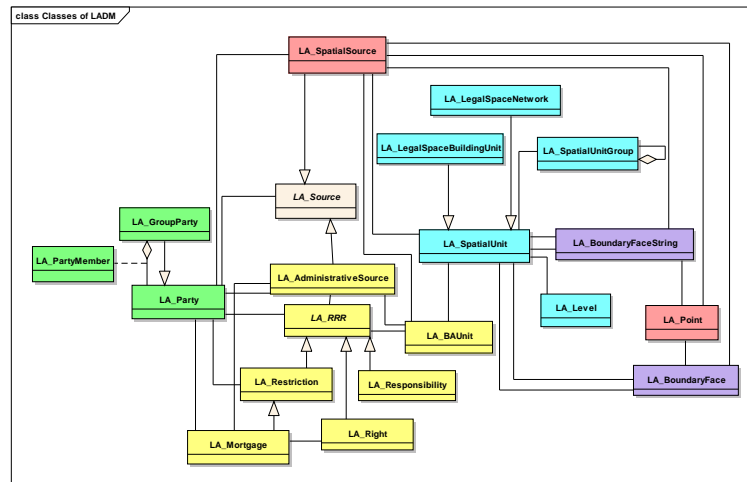 class Classes of LADM
LA_SpatialSource
LA_LegalSpaceNetwork
LA_LegalSpaceBuildingUnit
LA_SpatialUnitGroup
LA_Source
LA_GroupParty
LA_SpatialUnit
LA_BoundaryFaceString
LA_PartyMember
LA_AdministrativeSource
LA_Party
LA_Level
LA_RRR
LA_Point
LA_BAUnit
LA_Restriction
LA_Responsibility
LA_BoundaryFace
LA_Right
LA_Mortgage